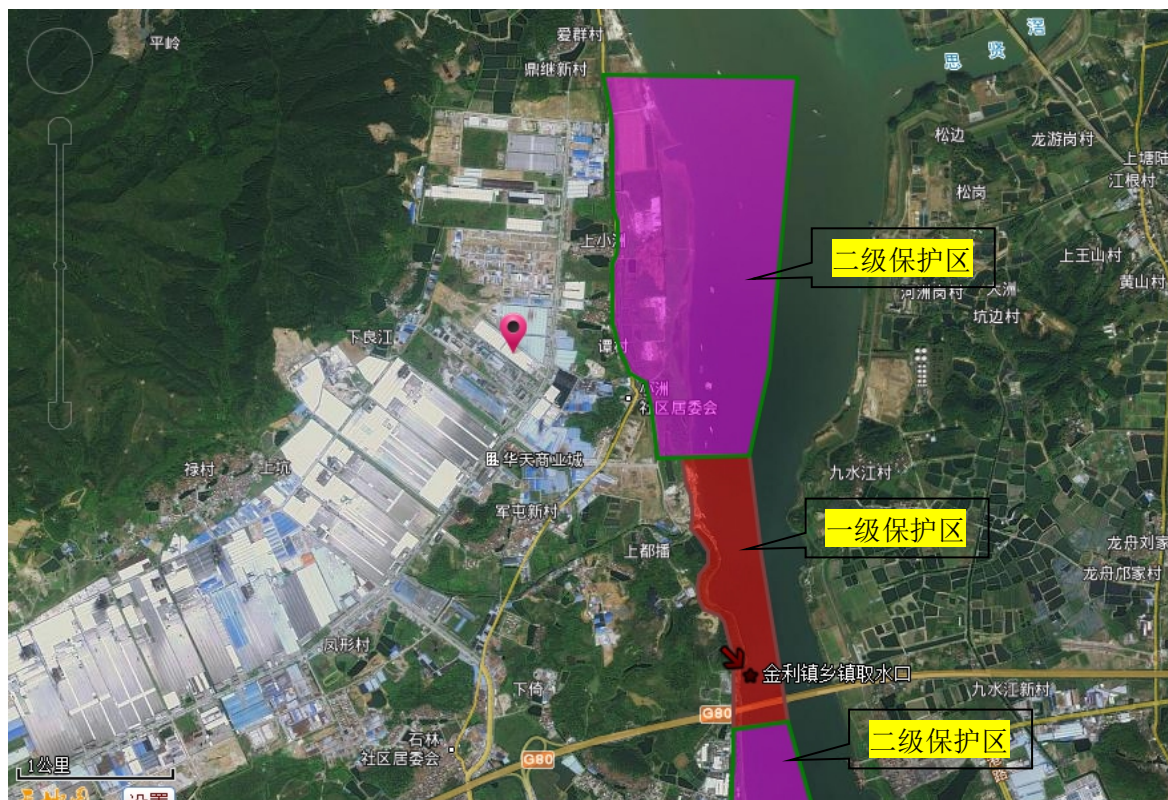 平岭
爱群村
鼎继新村
思贤滘
松边
龙游岗村
上塘陆
江根村
松岗
上小洲
二级保护区
上王山村
黄山村
河洲岗村
大洲
坑边村
下良江
谭村
小洲
社区居委会
华天商业城
禄村
上坑
九水江村
军屯新村
一级保护区
上都播
龙舟刘家
龙舟邝家村
凤形村
金利镇乡镇取水口
下倚
九水江新村
G80
石林
社区居委会
G80
二级保护区
1公里
设置